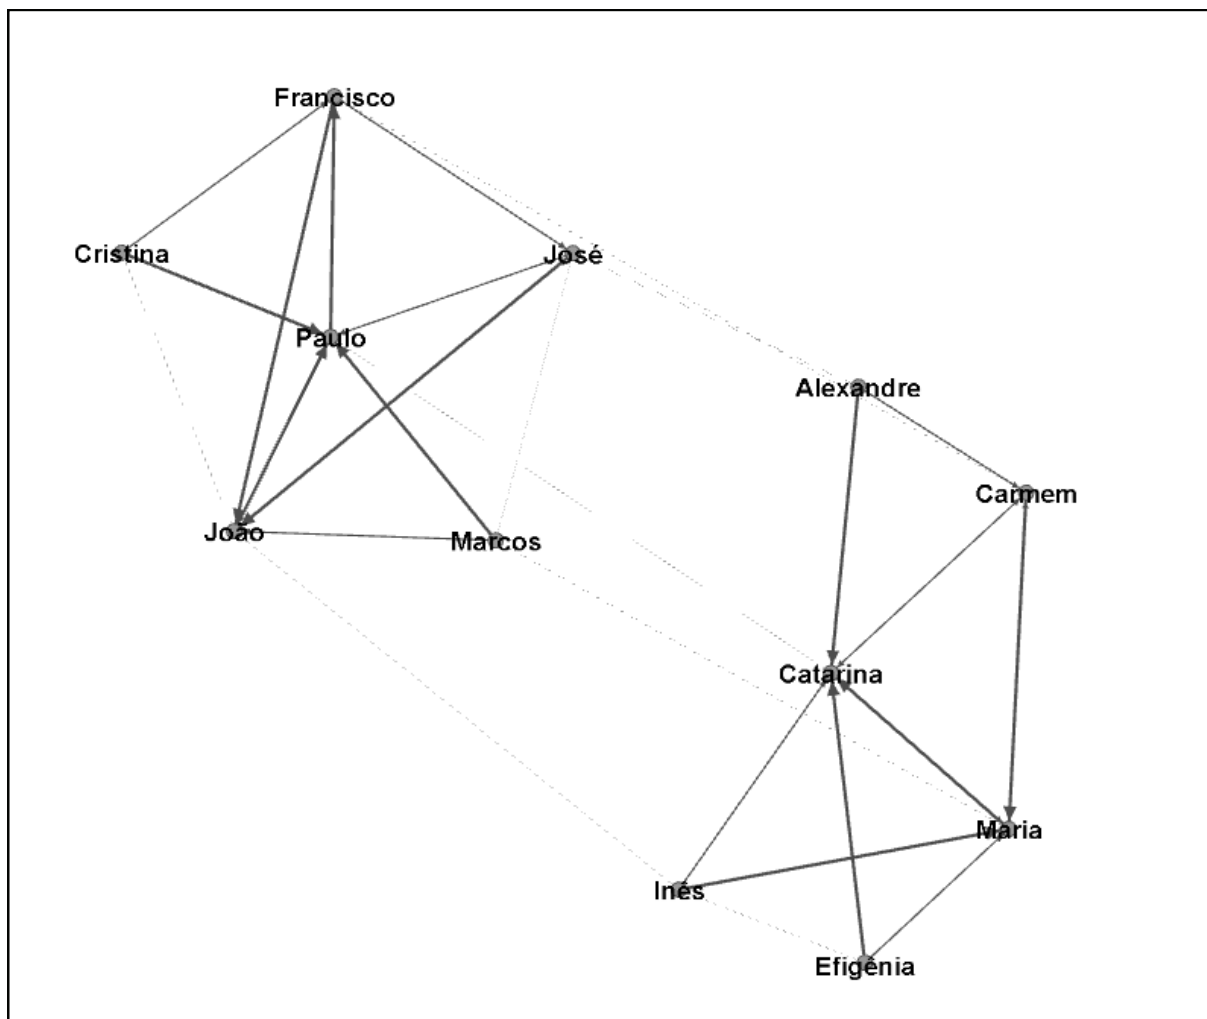 Francisco
Cristina
José
Paulo
Alexandre
Carmem
João
Marcos
Catarina
Maria
Inês
Efigênia